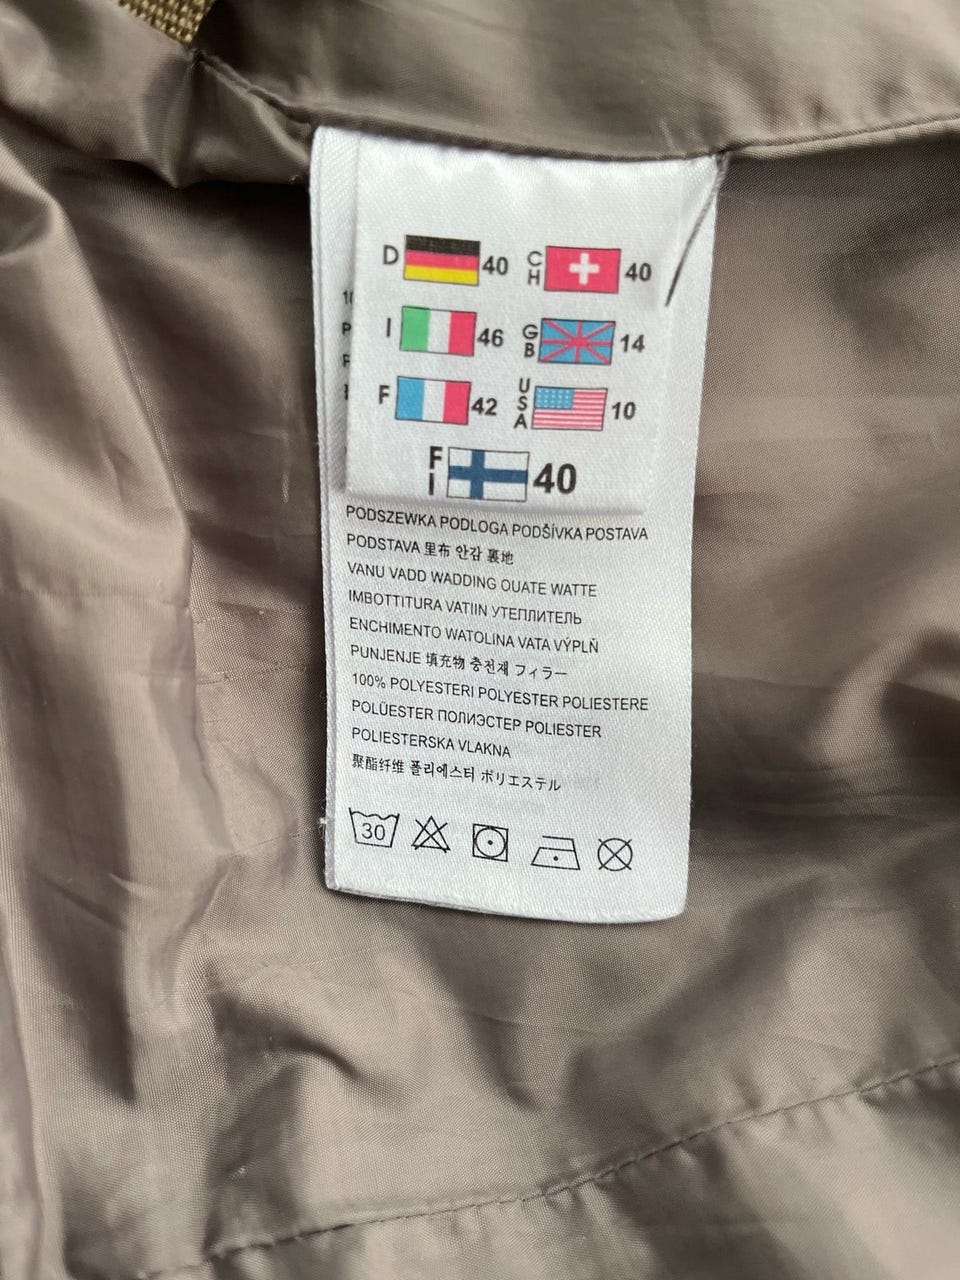 D 40 CH 40
I 46 GB 14
F 42 USA 10
FI 40
PODSZEWKA PODLOGA PODŠÍVKA POSTAVA
PODSTAVA 里布 안감 裏地
VANU VADD WADDING OUATE WATTE
IMBOTTITURA VATIIN УТЕПЛИТЕЛЬ
ENCHIMENTO WATOLINA VATA VÝPLŇ
PUNJENJE 填充物 충전재 フィラー
100% POLYESTERI POLYESTER POLIESTERE
POLÜESTER ПОЛИЭСТЕР POLIESTER
POLIESTERSKA VLAKNA
聚酯纤维 폴리에스터 ポリエステル
30